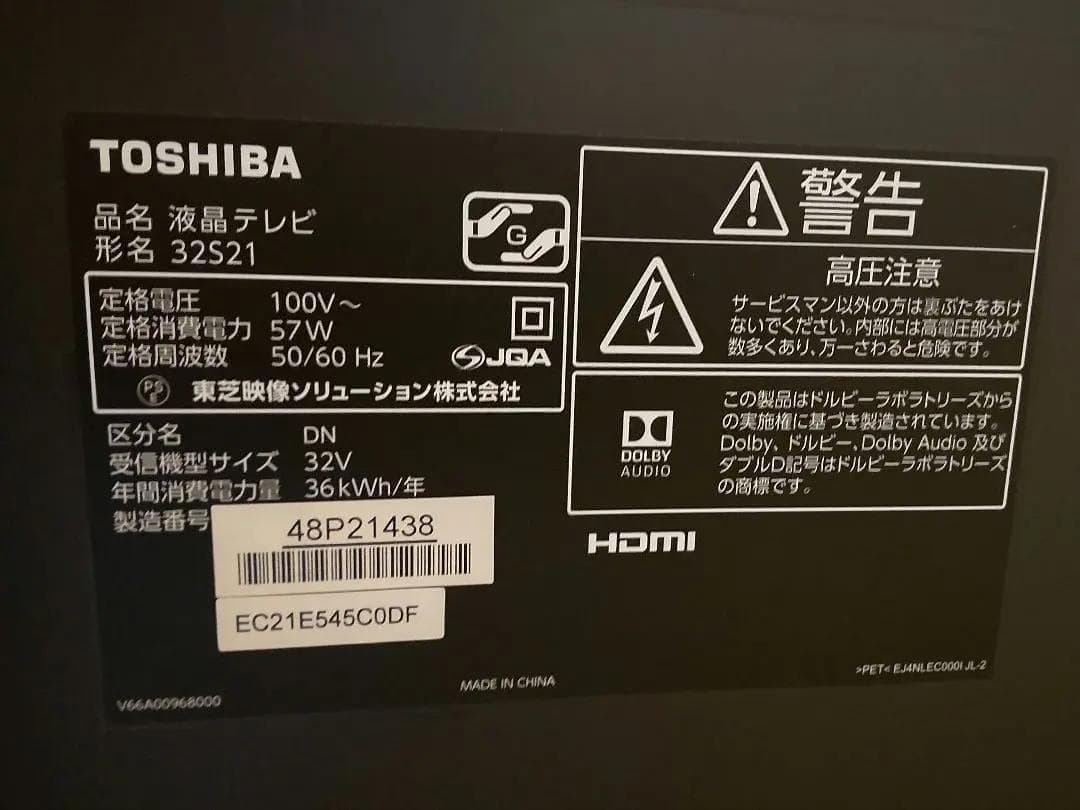 TOSHIBA
品名 液晶テレビ
形名 32S21
G
定格電圧 100V～
定格消費電力 57W
定格周波数 50/60 Hz
JQA
PS
E
東芝映像ソリューション株式会社
区分名 DN
受信機型サイズ 32V
年間消費電力量 36kWh/年
製造番号
48P21438
EC21E545C0DF
V66A00968000
MADE IN CHINA
警告
高圧注意
サービスマン以外の方は裏ぶたをあけ
ないでください。内部には高電圧部分が
数多くあり、万一さわると危険です。
DOLBY
AUDIO
この製品はドルビーラボラトリーズから
の実施権に基づき製造されています。
Dolby、ドルビー、Dolby Audio 及び
ダブルD記号はドルビーラボラトリーズ
の商標です。
HDMI
>PET< EJ4NLEC000I JL-2